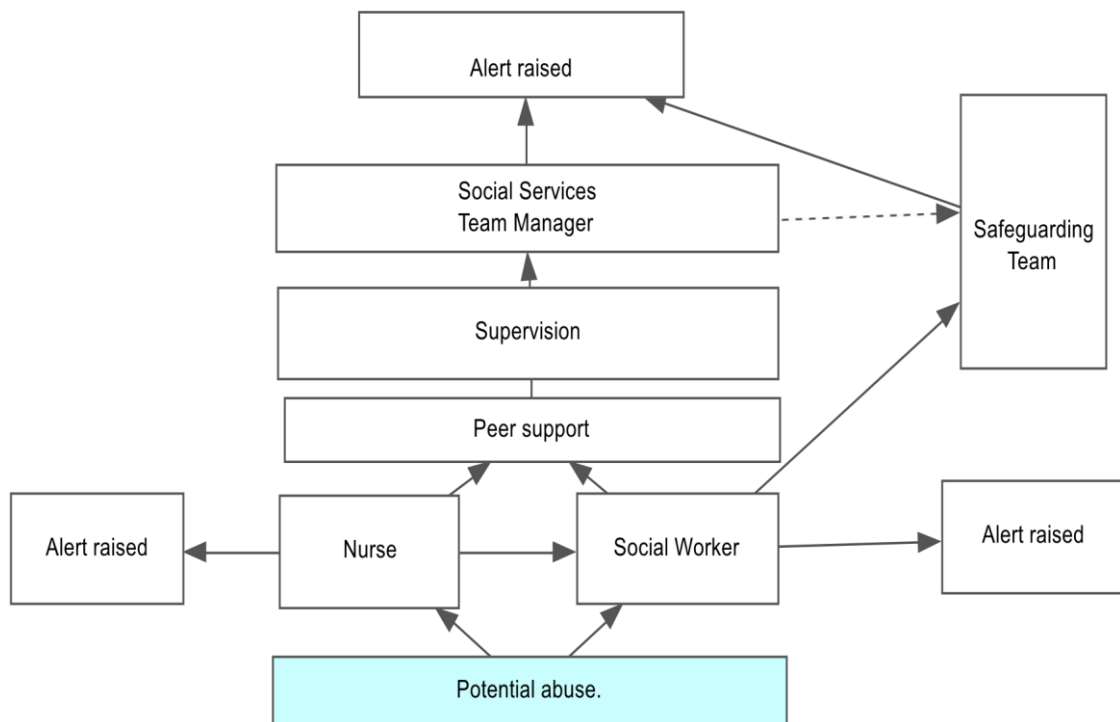 Alert raised
Social Services
Team Manager
Safeguarding
Team
Supervision
Peer support
Alert raised
Nurse
Social Worker
Alert raised
Potential abuse.